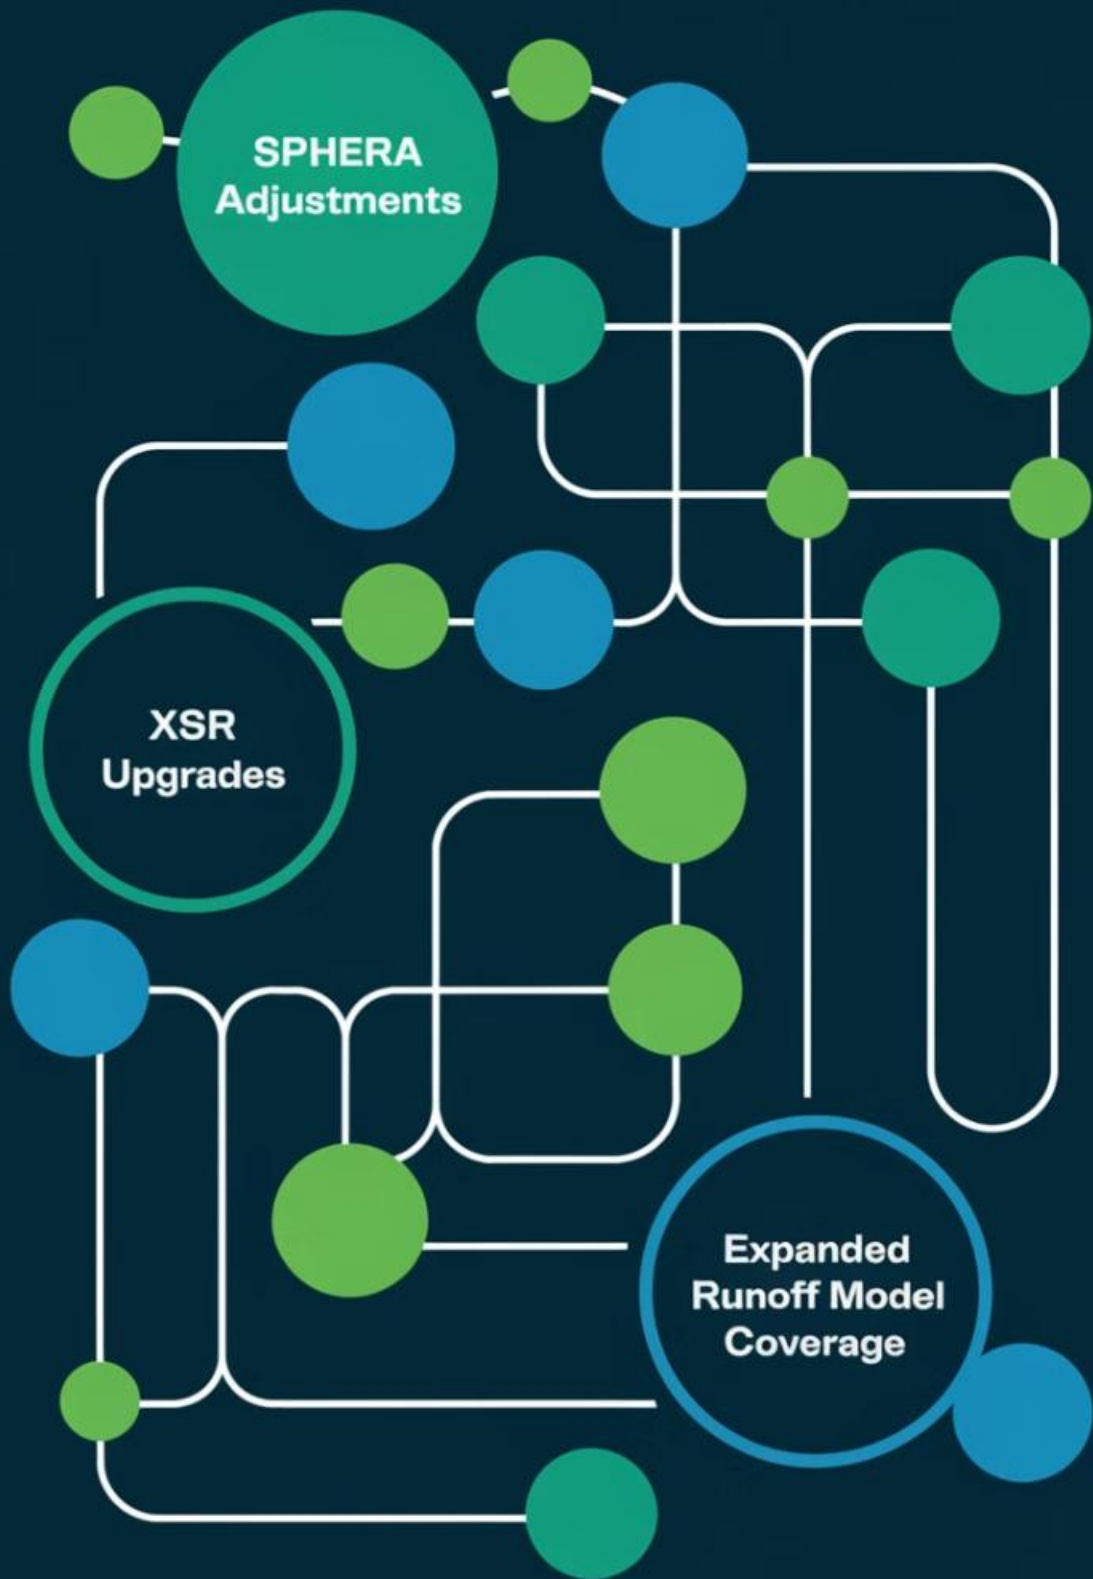 SPHERA
Adjustments
XSR
Upgrades
Expanded
Runoff Model
Coverage